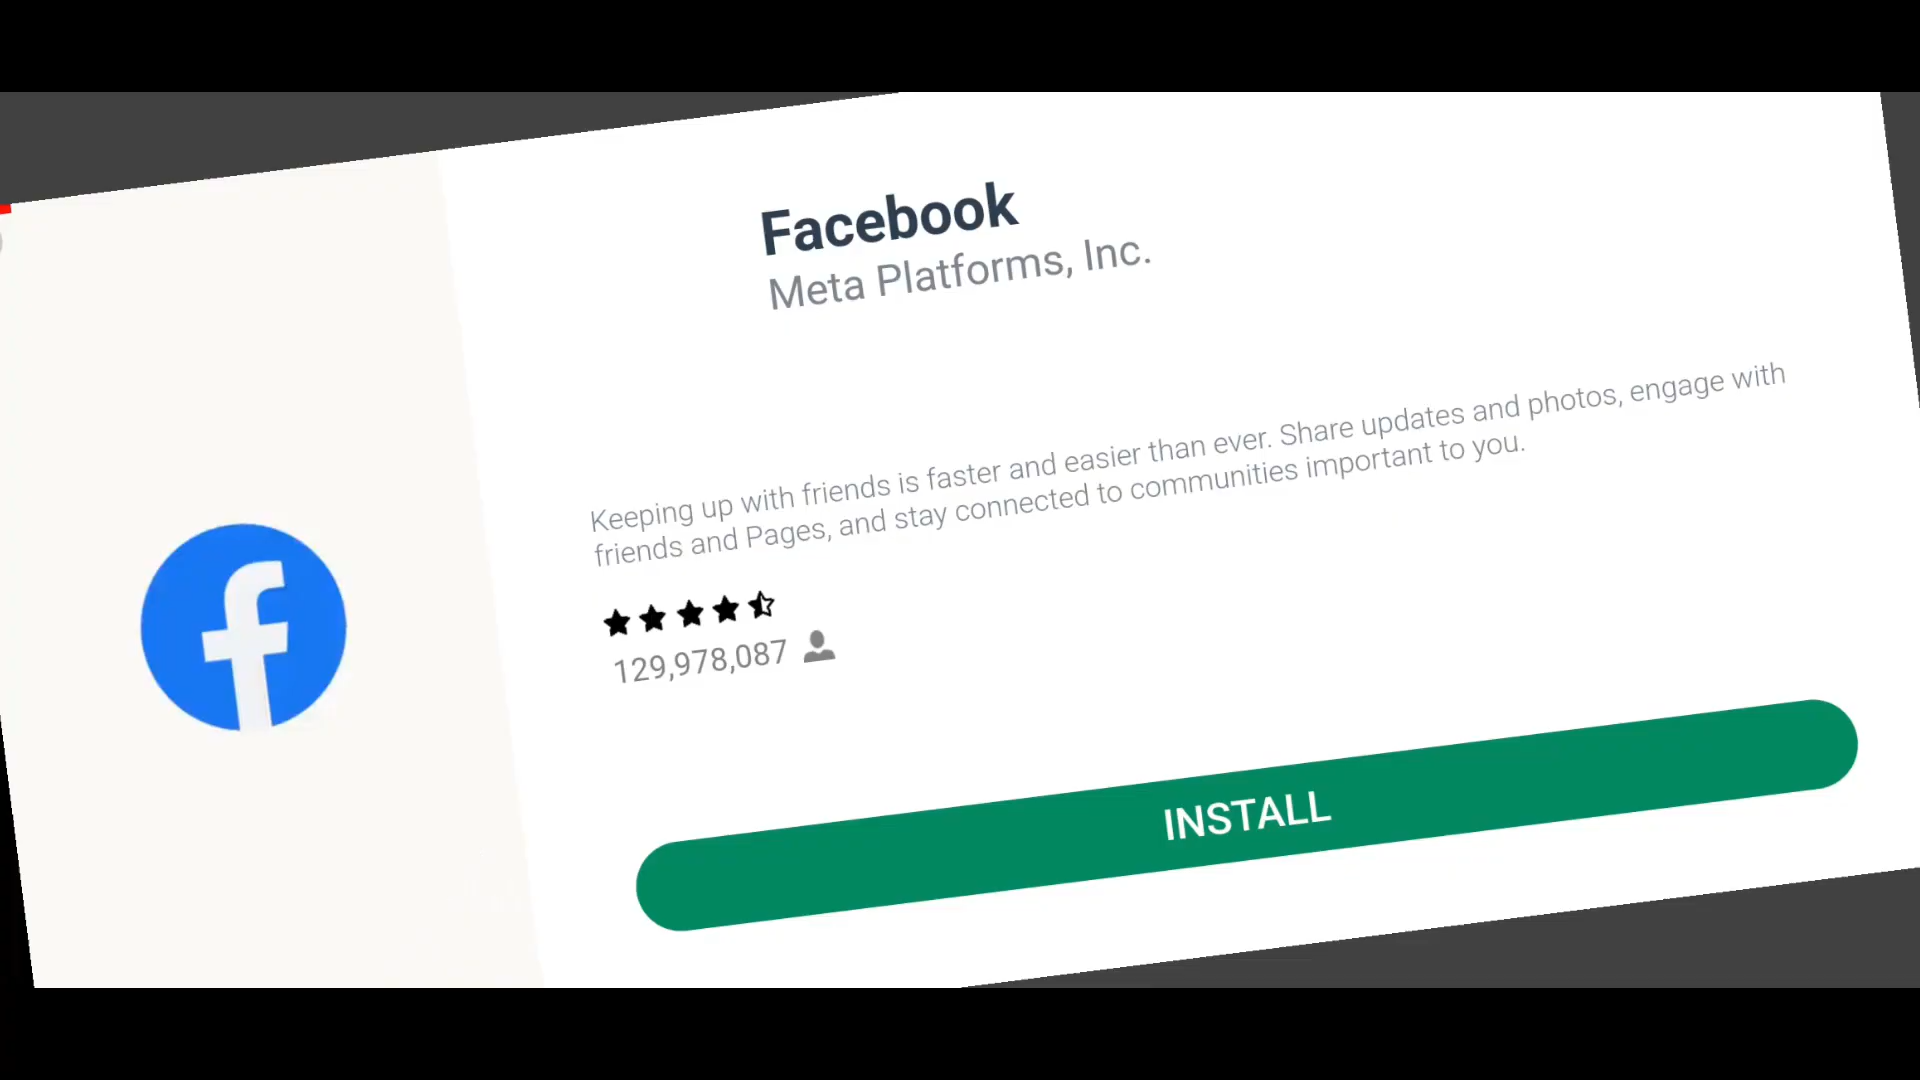 Facebook
Meta Platforms, Inc.
Keeping up with friends is faster and easier than ever. Share updates and photos, engage with
friends and Pages, and stay connected to communities important to you.
129,978,087
INSTALL